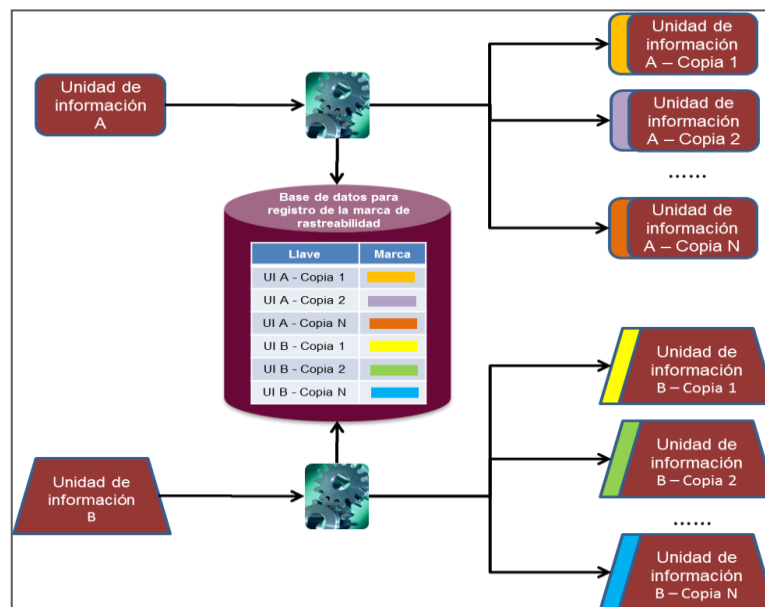 Unidad de
información
A
Unidad de
información
A – Copia 1
Unidad de
información
A – Copia 2
......
Unidad de
información
A – Copia N
Base de datos para
registro de la marca de
rastreabilidad
Llave Marca
UI A - Copia 1
UI A - Copia 2
UI A - Copia N
UI B - Copia 1
UI B - Copia 2
UI B - Copia N
Unidad de
información
B
Unidad de
información
B – Copia 1
Unidad de
información
B – Copia 2
......
Unidad de
información
B – Copia N